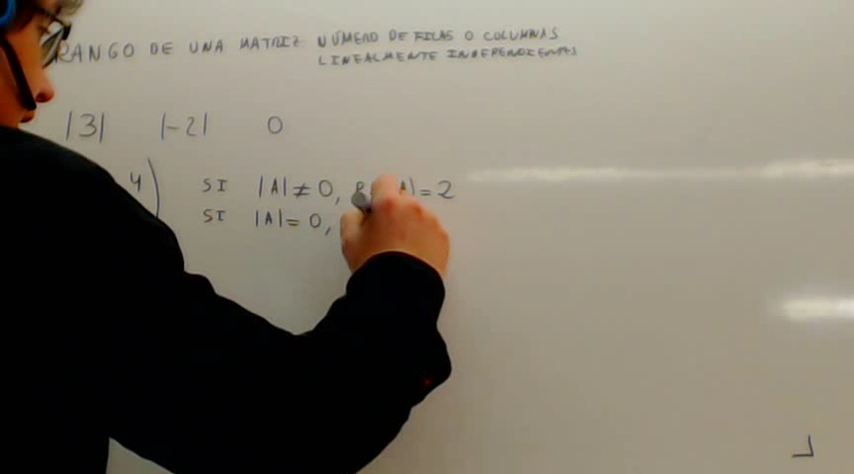 RANGO DE UNA MATRIZ NÚMERO DE FILAS O COLUMNAS
LINEALMENTE INDEPENDIENTES
|3| |-2| 0
4) SI |A| ≠ 0, A) = 2
SI |A| = 0,